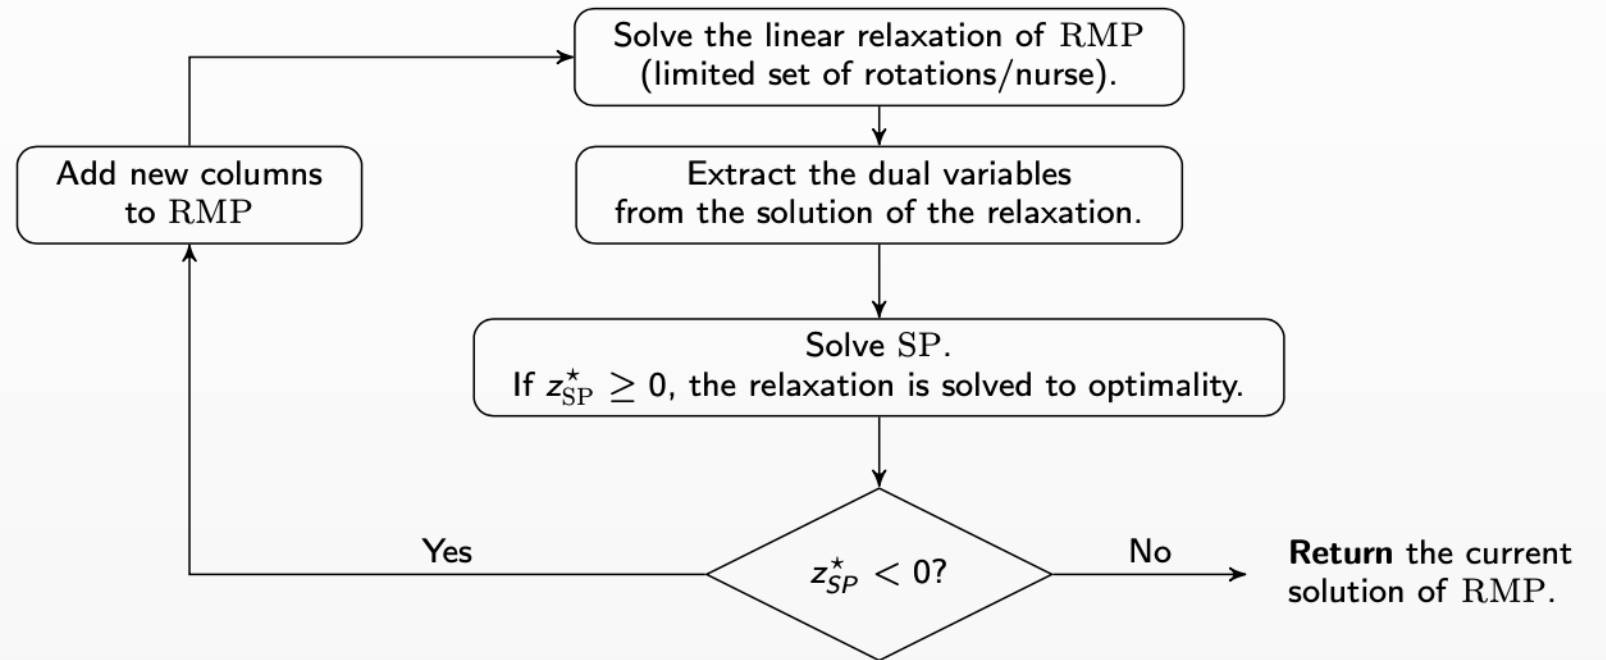 Solve the linear relaxation of RMP
(limited set of rotations/nurse).
Add new columns
to RMP
Extract the dual variables
from the solution of the relaxation.
Solve SP.
If z⋆SP ≥ 0, the relaxation is solved to optimality.
Yes
z⋆SP < 0?
No
Return the current
solution of RMP.